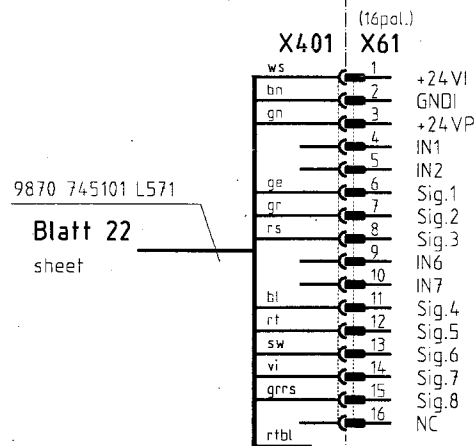 (16pol.)
X401 X61
ws 1 +24VI
bn 2 GNDI
gn 3 +24VP
4 IN1
5 IN2
ge 6 Sig.1
gr 7 Sig.2
rs 8 Sig.3
9 IN6
10 IN7
bl 11 Sig.4
rt 12 Sig.5
sw 13 Sig.6
vi 14 Sig.7
grrs 15 Sig.8
16 NC
rtbl
9870 745101 L571
Blatt 22
sheet